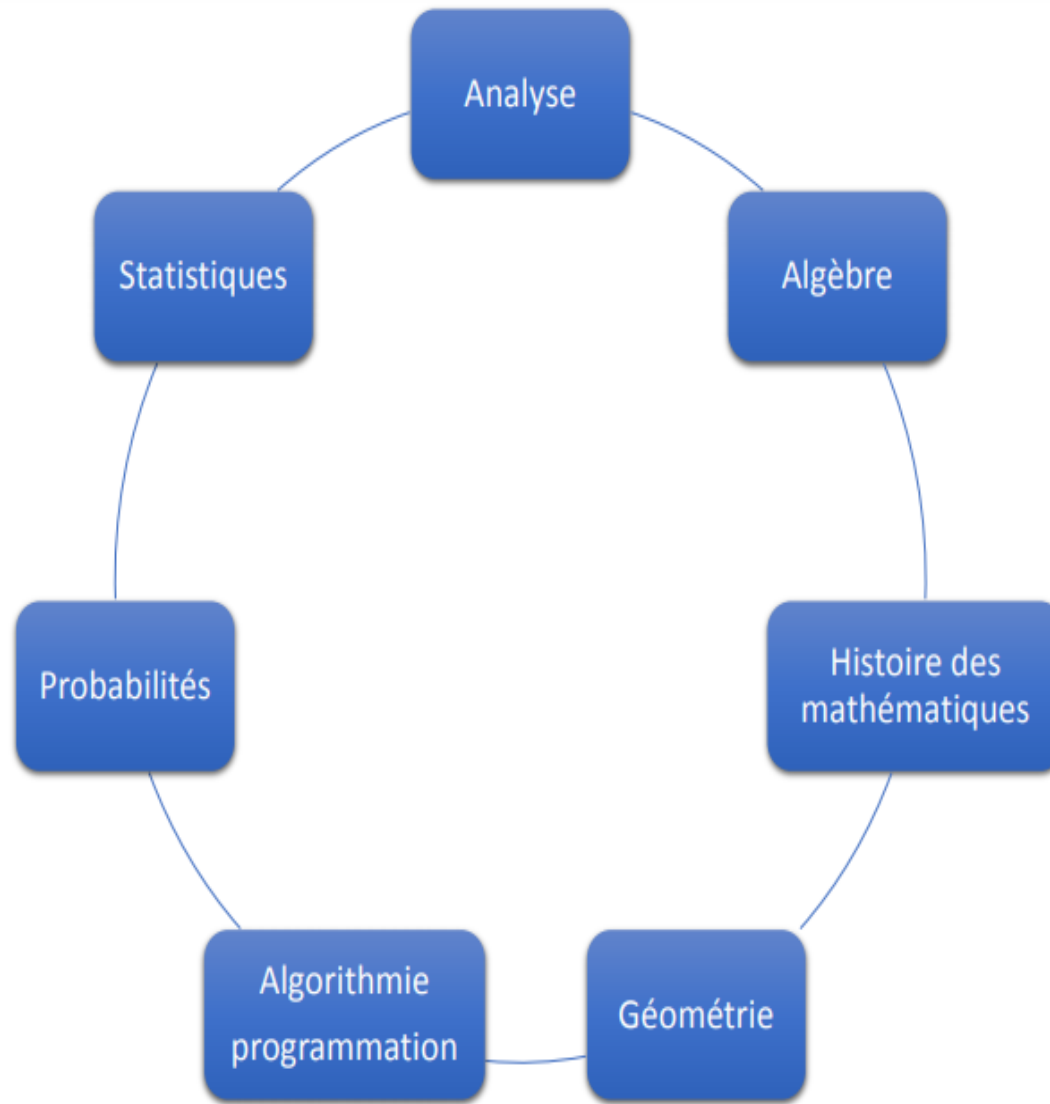 Analyse
Statistiques
Algèbre
Probabilités
Histoire des
mathématiques
Algorithmie
programmation
Géométrie